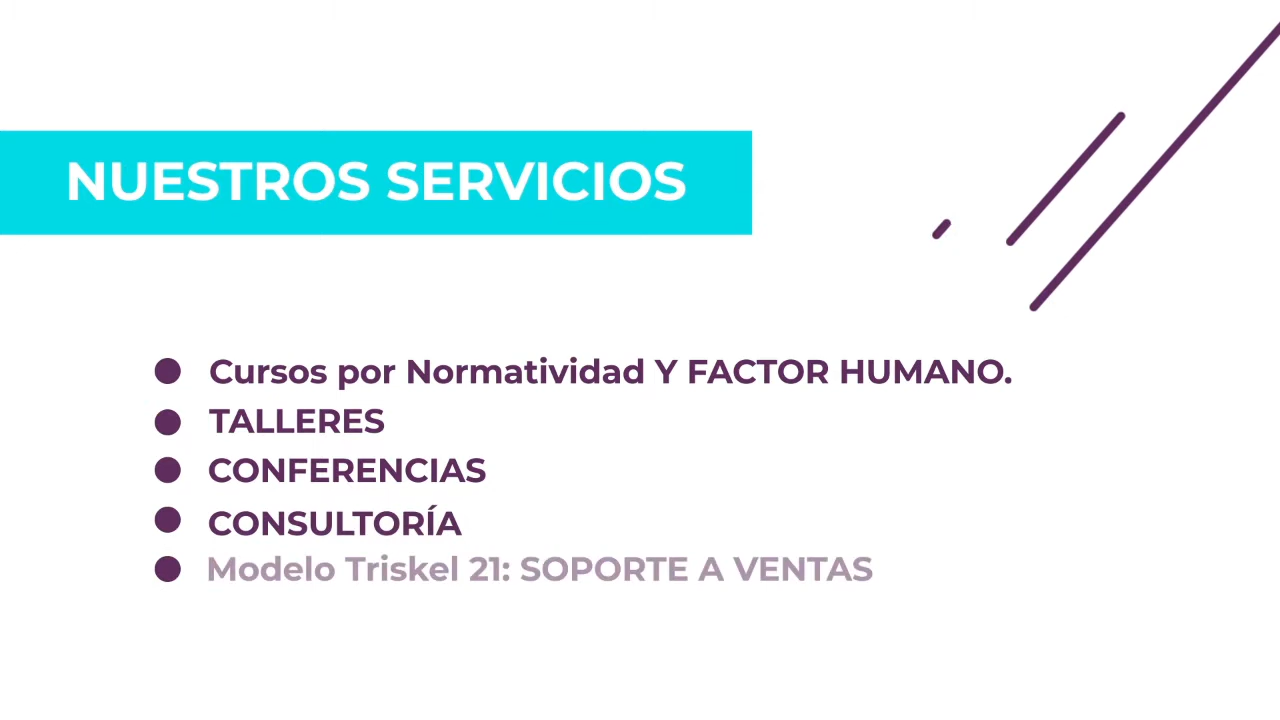 NUESTROS SERVICIOS
Cursos por Normatividad Y FACTOR HUMANO.
TALLERES
CONFERENCIAS
CONSULTORÍA
Modelo Triskel 21: SOPORTE A VENTAS